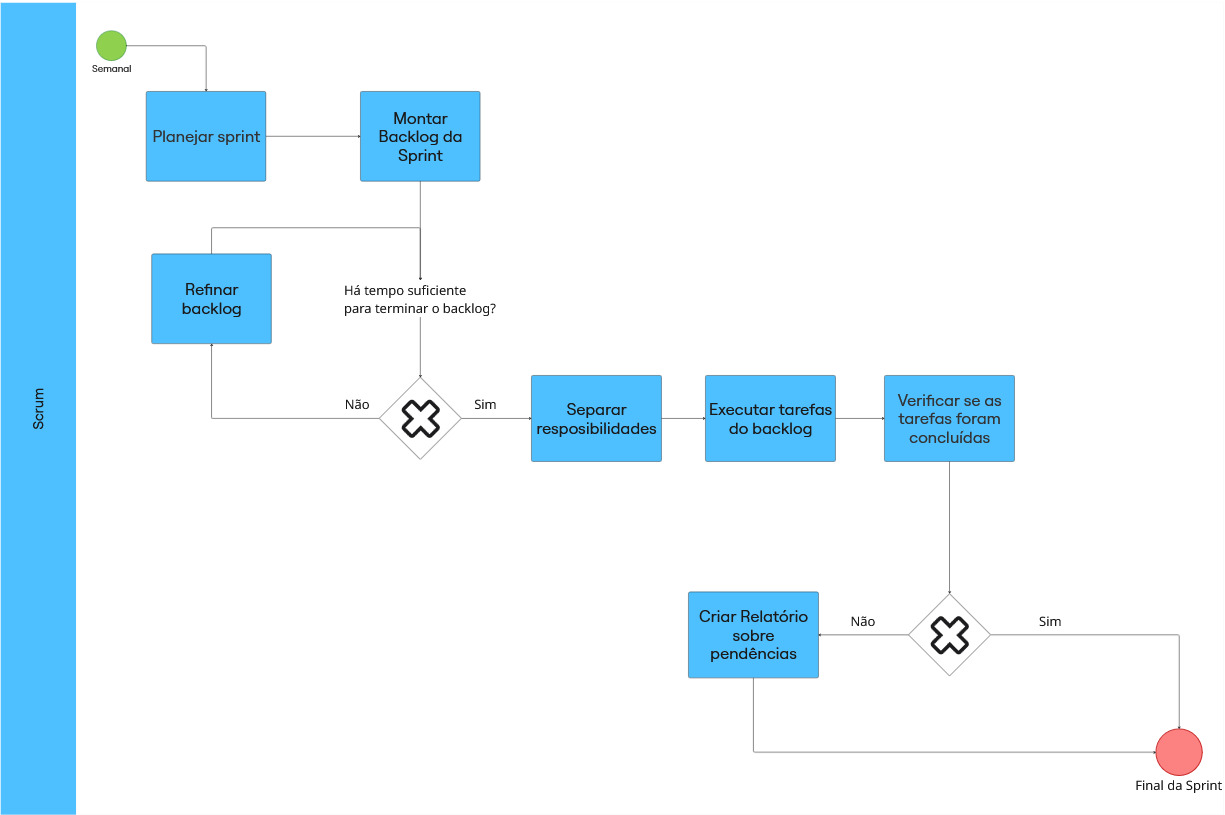 Scrum
Semanal
Planejar sprint
Montar
Backlog da
Sprint
Refinar
backlog
Há tempo suficiente
para terminar o backlog?
Não
Sim
Separar
resposibilidades
Executar tarefas
do backlog
Verificar se as
tarefas foram
concluídas
Criar Relatório
sobre
pendências
Não
Sim
Final da Sprint